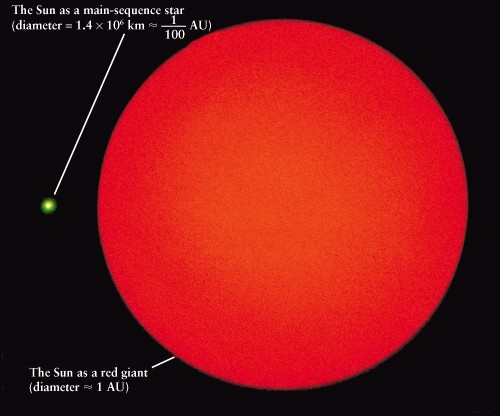 The Sun as a main-sequence star
(diameter = 1.4 × 10⁶ km ≈ 1/100 AU)
The Sun as a red giant
(diameter ≈ 1 AU)